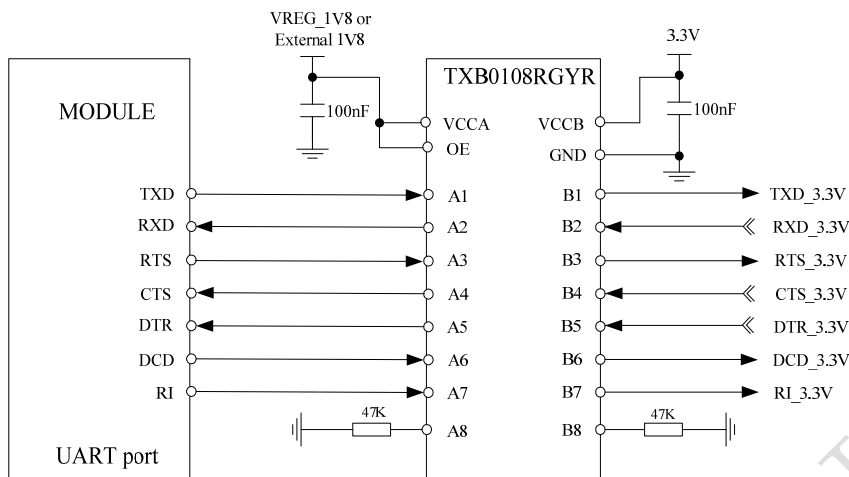 VREG_1V8 or
External 1V8
3.3V
TXB0108RGYR
MODULE
100nF
100nF
VCCA
VCCB
OE
GND
TXD
A1
B1
TXD_3.3V
RXD
A2
B2
RXD_3.3V
RTS
A3
B3
RTS_3.3V
CTS
A4
B4
CTS_3.3V
DTR
A5
B5
DTR_3.3V
DCD
A6
B6
DCD_3.3V
RI
A7
B7
RI_3.3V
47K
A8
B8
47K
UART port